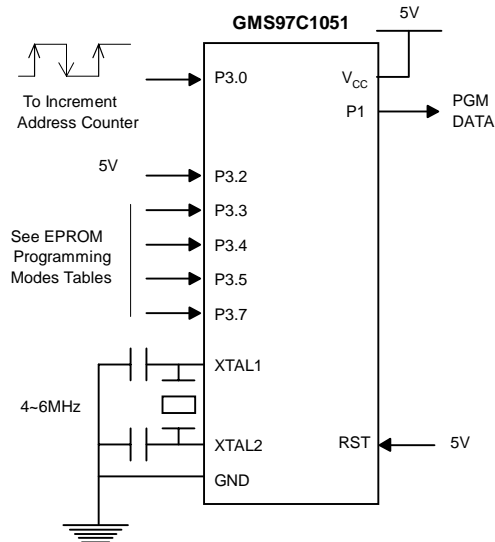 GMS97C1051
5V
P3.0
VCC
P1
PGM
DATA
To Increment
Address Counter
5V
P3.2
P3.3
See EPROM
Programming
Modes Tables
P3.4
P3.5
P3.7
XTAL1
4~6MHz
XTAL2
RST
5V
GND